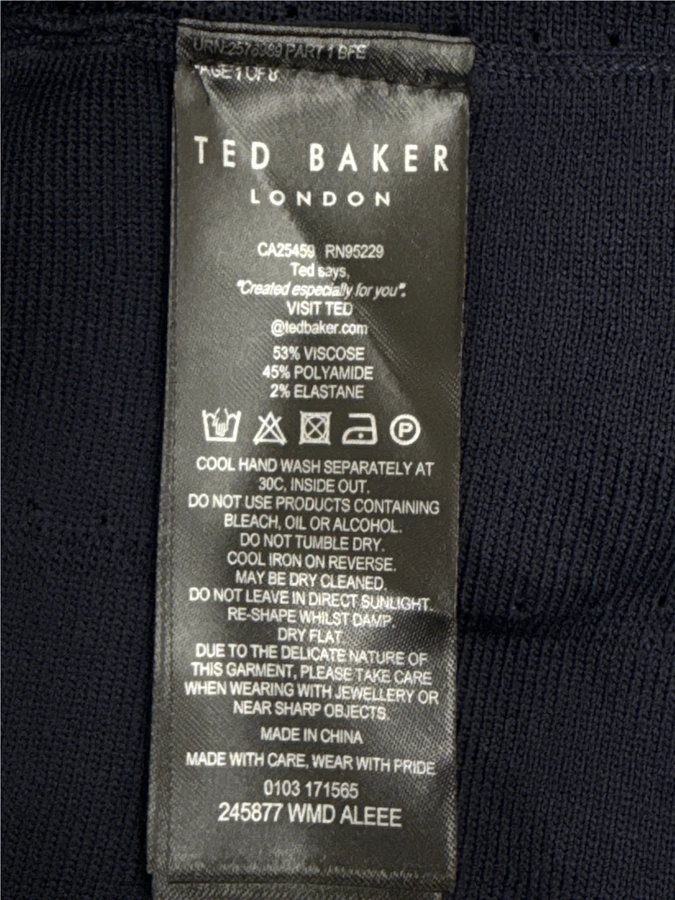 PART 1 BFE
PAGE 1 OF 8
TED BAKER
LONDON
CA25459 RN95229
Ted says,
"Created especially for you".
VISIT TED
@tedbaker.com
53% VISCOSE
45% POLYAMIDE
2% ELASTANE
P
COOL HAND WASH SEPARATELY AT
30C, INSIDE OUT.
DO NOT USE PRODUCTS CONTAINING
BLEACH, OIL OR ALCOHOL.
DO NOT TUMBLE DRY.
COOL IRON ON REVERSE.
MAY BE DRY CLEANED.
DO NOT LEAVE IN DIRECT SUNLIGHT.
RE-SHAPE WHILST DAMP.
DRY FLAT.
DUE TO THE DELICATE NATURE OF
THIS GARMENT, PLEASE TAKE CARE
WHEN WEARING WITH JEWELLERY OR
NEAR SHARP OBJECTS.
MADE IN CHINA
MADE WITH CARE, WEAR WITH PRIDE
0103 171565
245877 WMD ALEEE